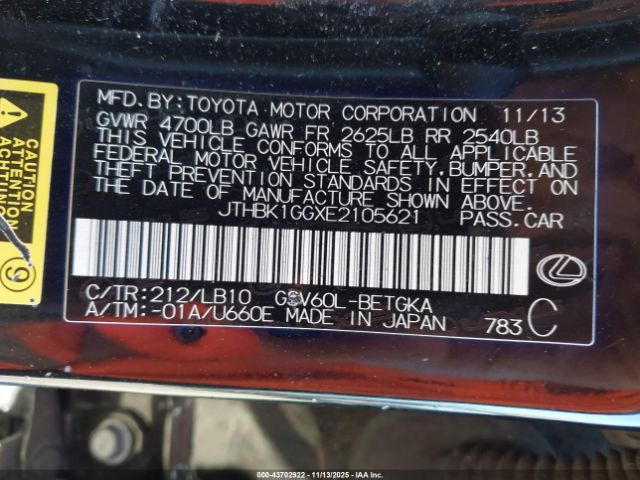 MFD.BY:TOYOTA MOTOR CORPORATION 11/13
GVWR 4700LB GAWR FR 2625LB RR 2540LB
THIS VEHICLE CONFORMS TO ALL APPLICABLE
FEDERAL MOTOR VEHICLE SAFETY,BUMPER,AND
THEFT PREVENTION STANDARDS IN EFFECT ON
THE DATE OF MANUFACTURE SHOWN ABOVE.
JTHBK1GGXE2105621 PASS.CAR
C/TR:212/LB10 GSV60L-BETGKA
A/TM:-01A/U660E MADE IN JAPAN 783 C
CAUTION
ATTENTION
ACHTUNG
9
000-43702922 | 11/13/2025 | IAA Inc.